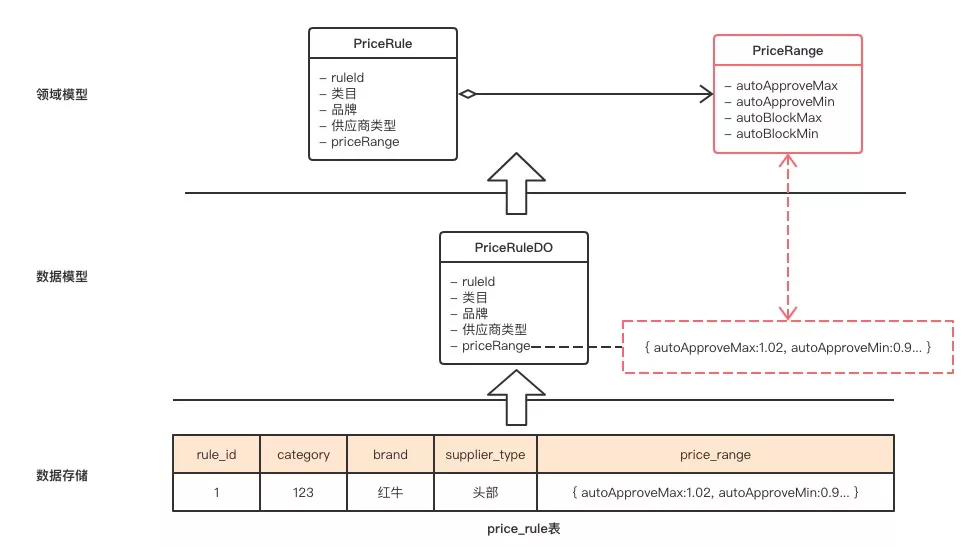 PriceRule
– ruleId
– 类目
– 品牌
– 供应商类型
– priceRange
PriceRange
– autoApproveMax
– autoApproveMin
– autoBlockMax
– autoBlockMin
领域模型
PriceRuleDO
– ruleId
– 类目
– 品牌
– 供应商类型
– priceRange
{ autoApproveMax:1.02, autoApproveMin:0.9... }
数据模型
数据存储
rule_id category brand supplier_type price_range
1 123 红牛 头部 { autoApproveMax:1.02, autoApproveMin:0.9... }
price_rule表